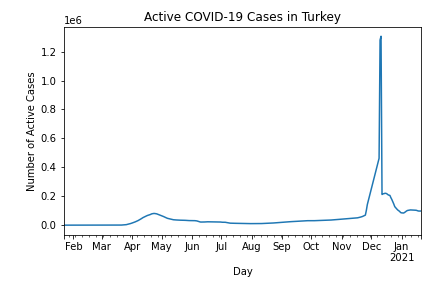 Active COVID-19 Cases in Turkey
1e6
Number of Active Cases
1.2
1.0
0.8
0.6
0.4
0.2
0.0
Feb Mar Apr May Jun Jul Aug Sep Oct Nov Dec Jan
2021
Day